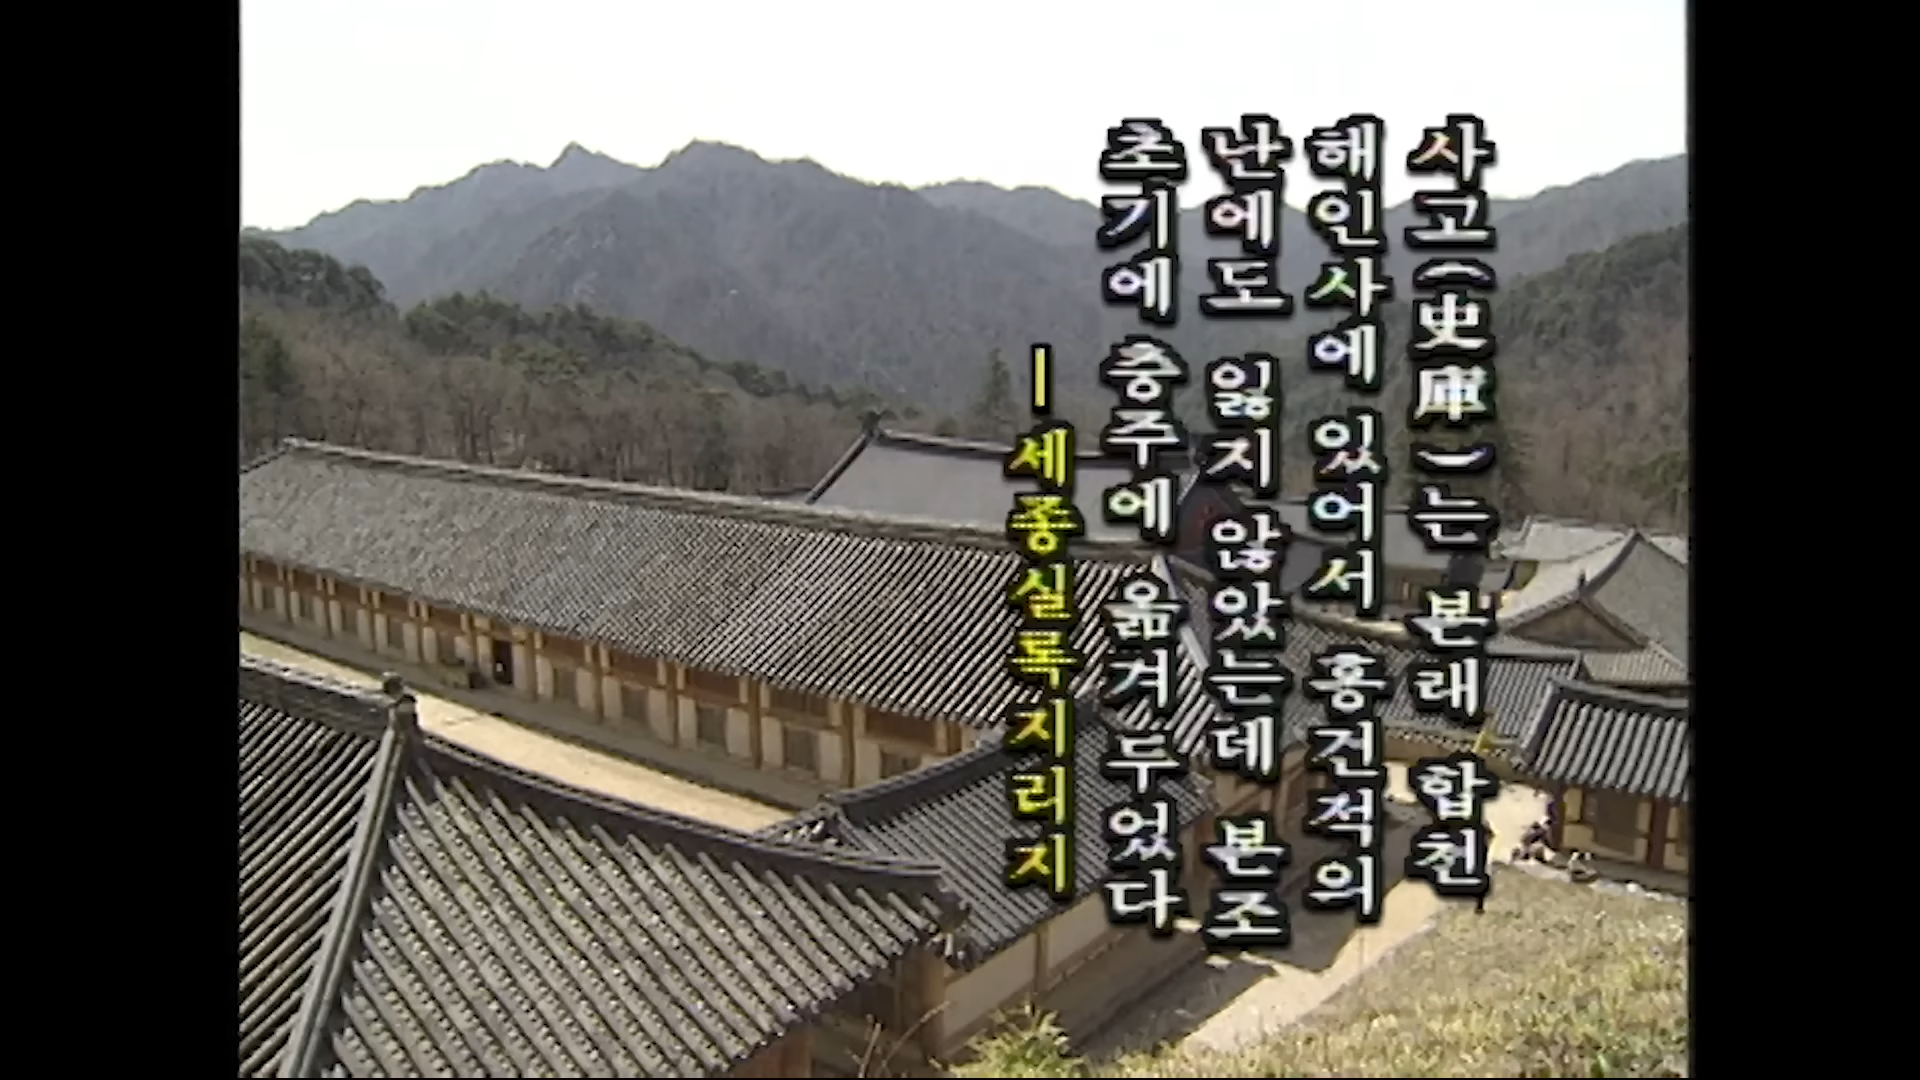 사고(史庫)는 본래 합천
해인사에 있어서 홍건적의
난에도 잃지 않았는데 본조
초기에 충주에 옮겨 두었다
-세종실록지리지